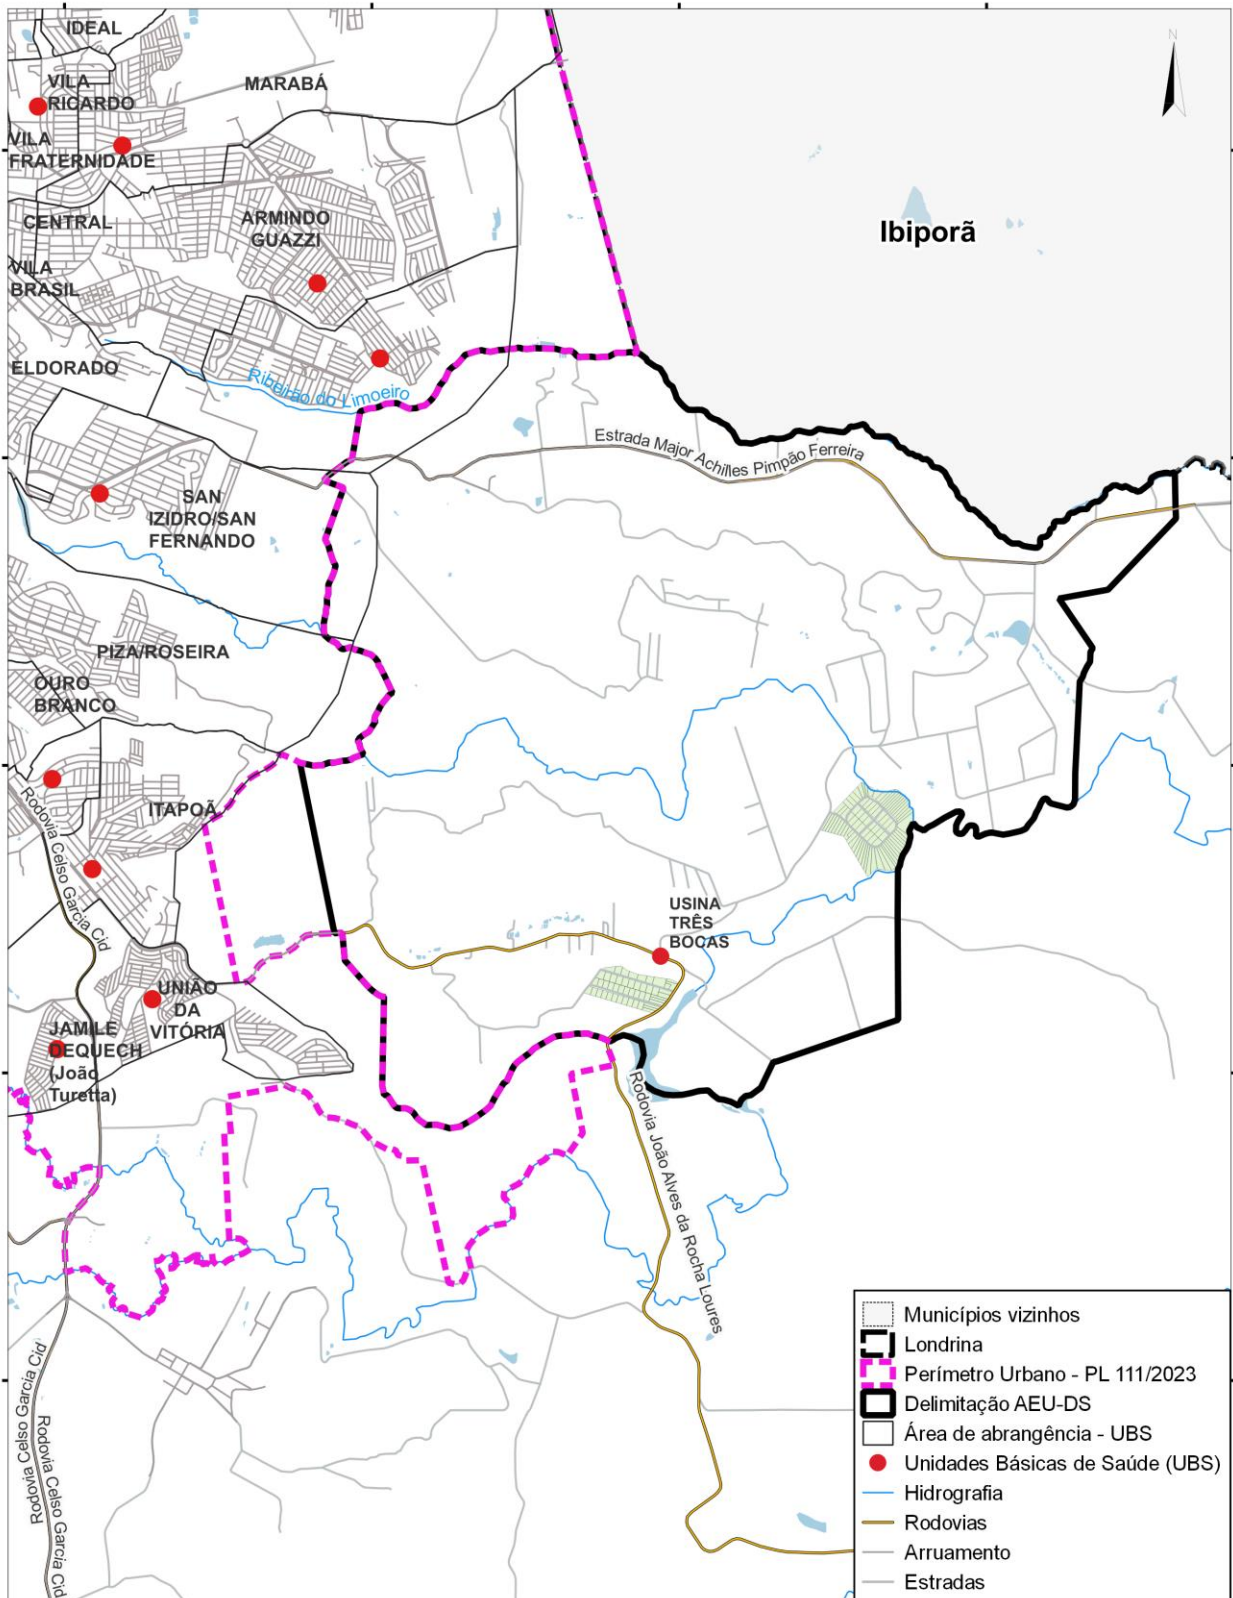 IDEAL
N
VILA
RICARDO
MARABÁ
VILA
FRATERNIDADE
CENTRAL
ARMINDO
GUAZZI
Ibiporã
VILA
BRASIL
ELDORADO
Ribeirão do Limoeiro
Estrada Major Achilles Pimpão Ferreira
SAN
IZIDRO/SAN
FERNANDO
PIZA/ROSEIRA
OURO
BRANCO
ITAPOÃ
Rodovia Celso Garcia Cid
USINA
TRÊS
BOCAS
UNIÃO
DA
VITÓRIA
JAMILE
DEQUECH
(João
Turetta)
Rodovia João Alves da Rocha Loures
Rodovia Celso Garcia Cid
Rodovia Celso Garcia Cid
Municípios vizinhos
Londrina
Perímetro Urbano - PL 111/2023
Delimitação AEU-DS
Área de abrangência - UBS
Unidades Básicas de Saúde (UBS)
Hidrografia
Rodovias
Arruamento
Estradas